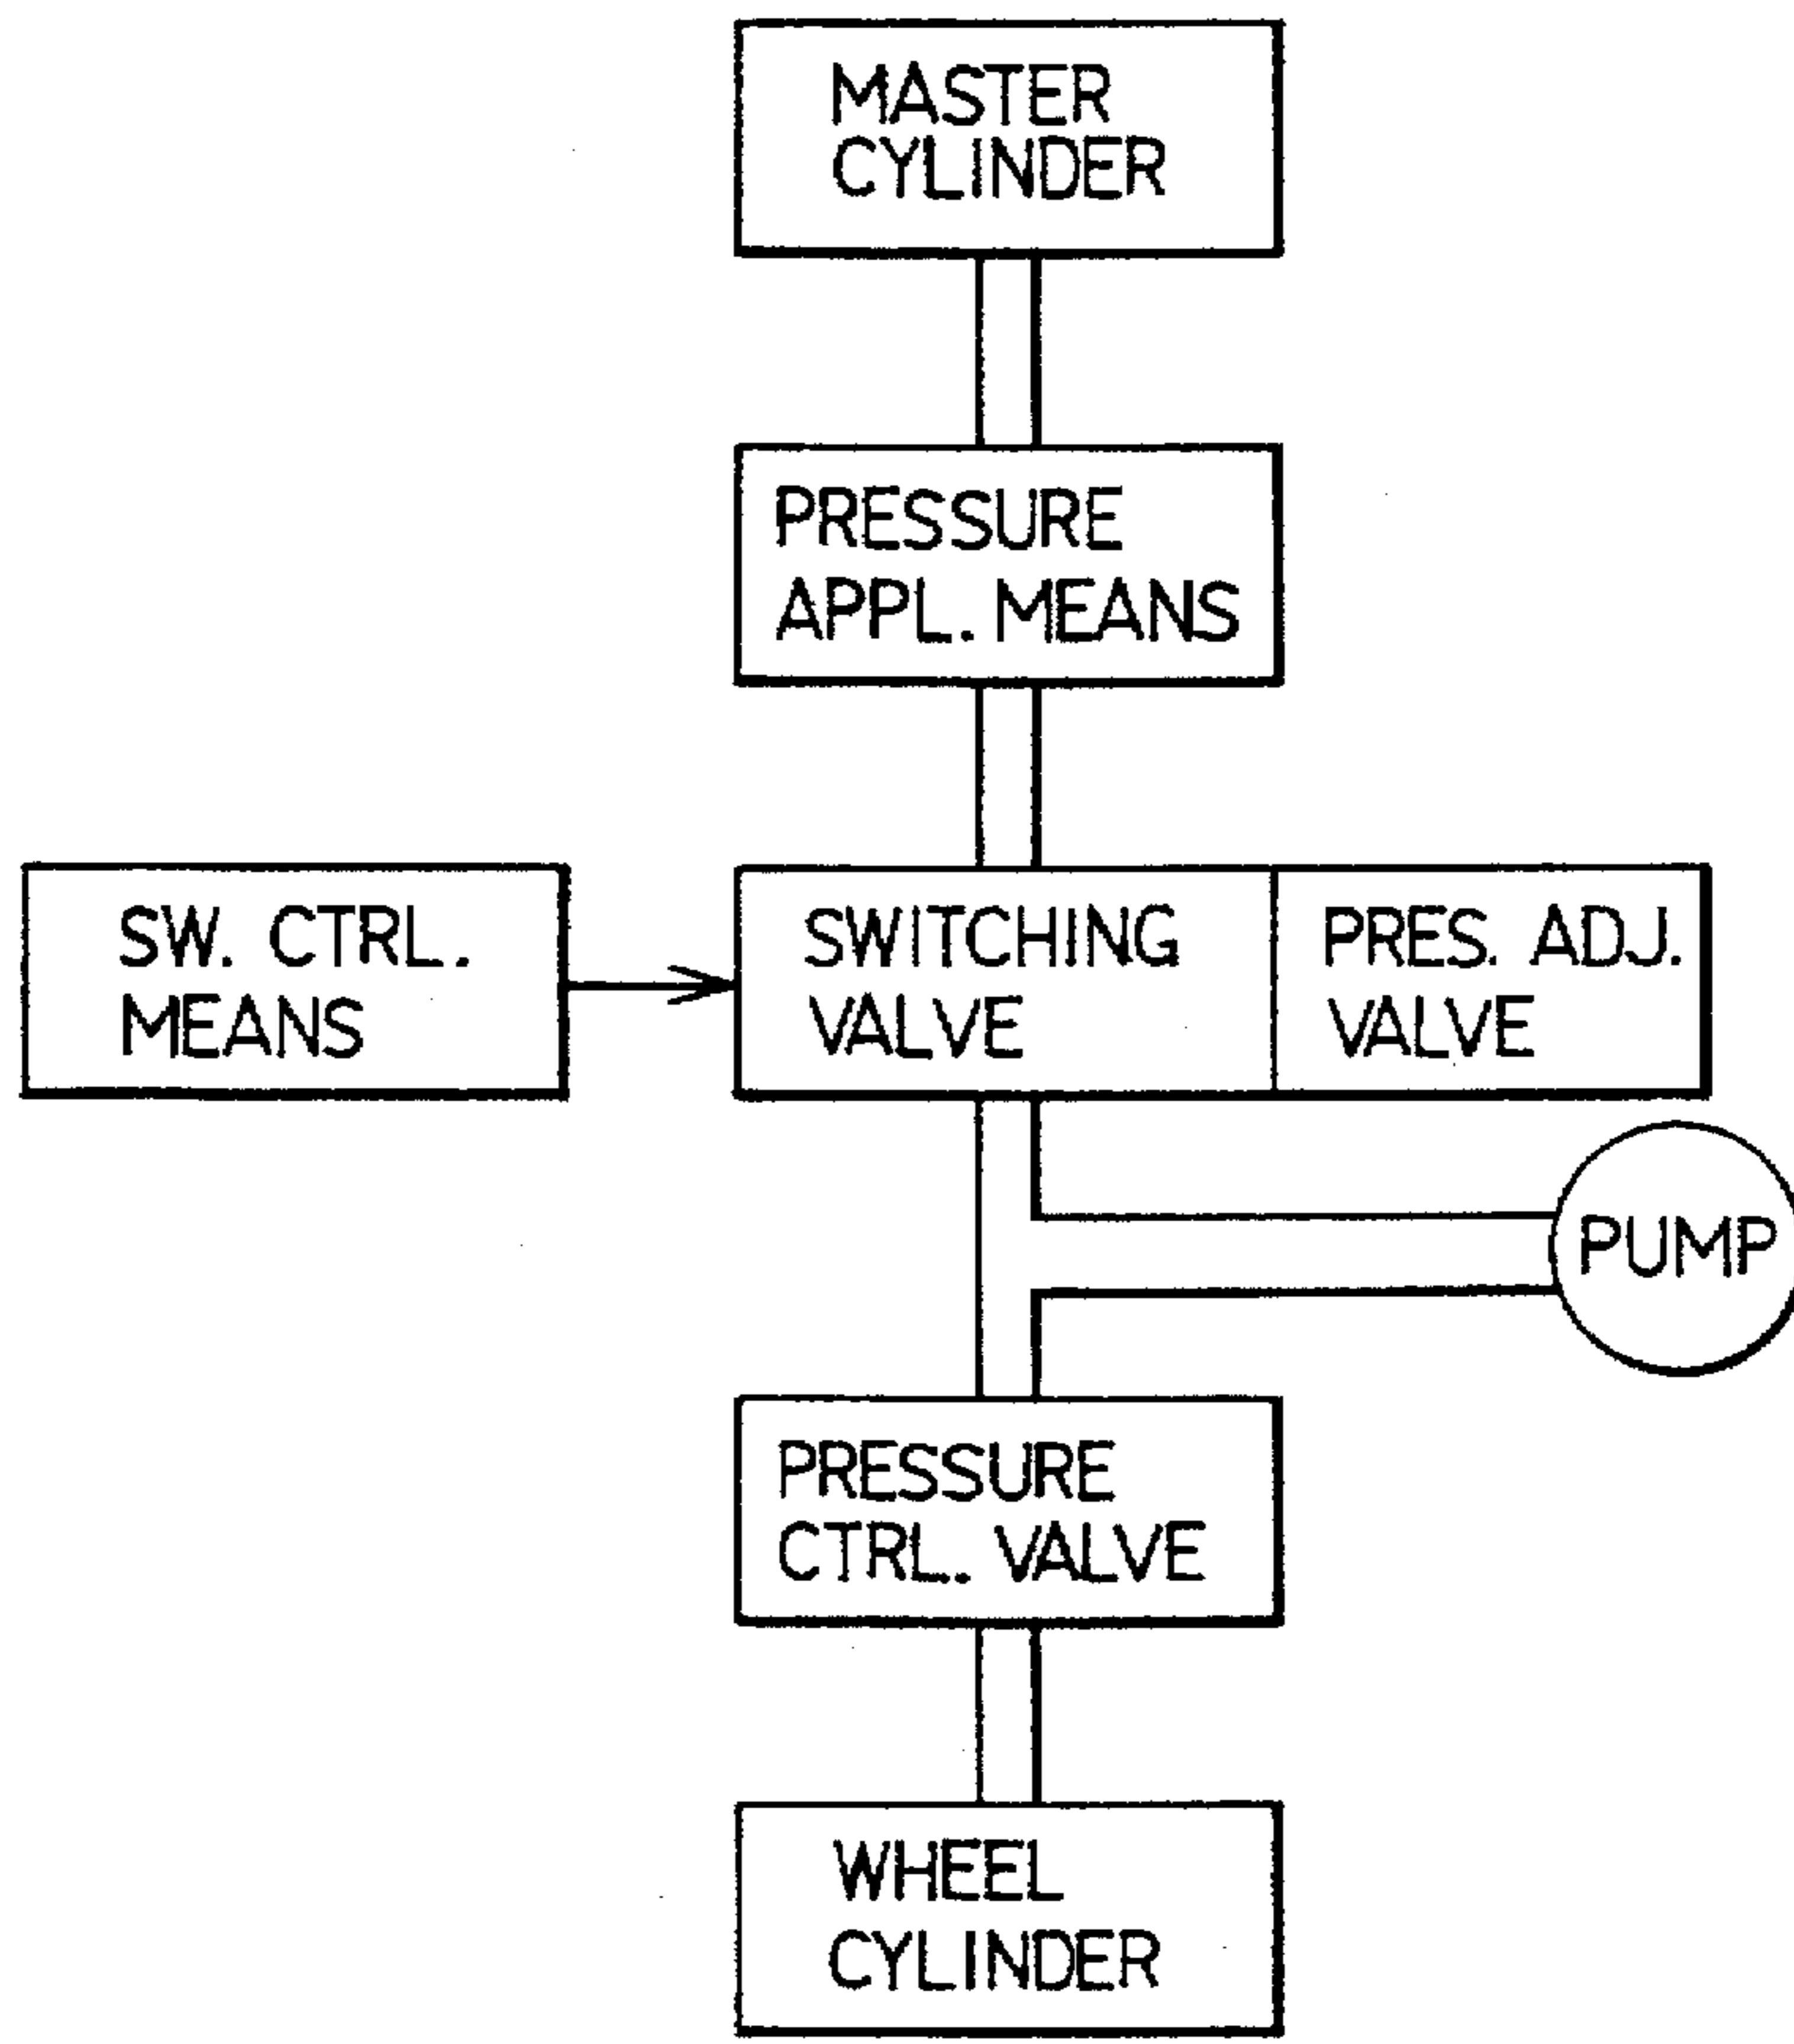 MASTER
CYLINDER
PRESSURE
APPL. MEANS
SW. CTRL.
MEANS
SWITCHING
VALVE
PRES. ADJ.
VALVE
PUMP
PRESSURE
CTRL. VALVE
WHEEL
CYLINDER